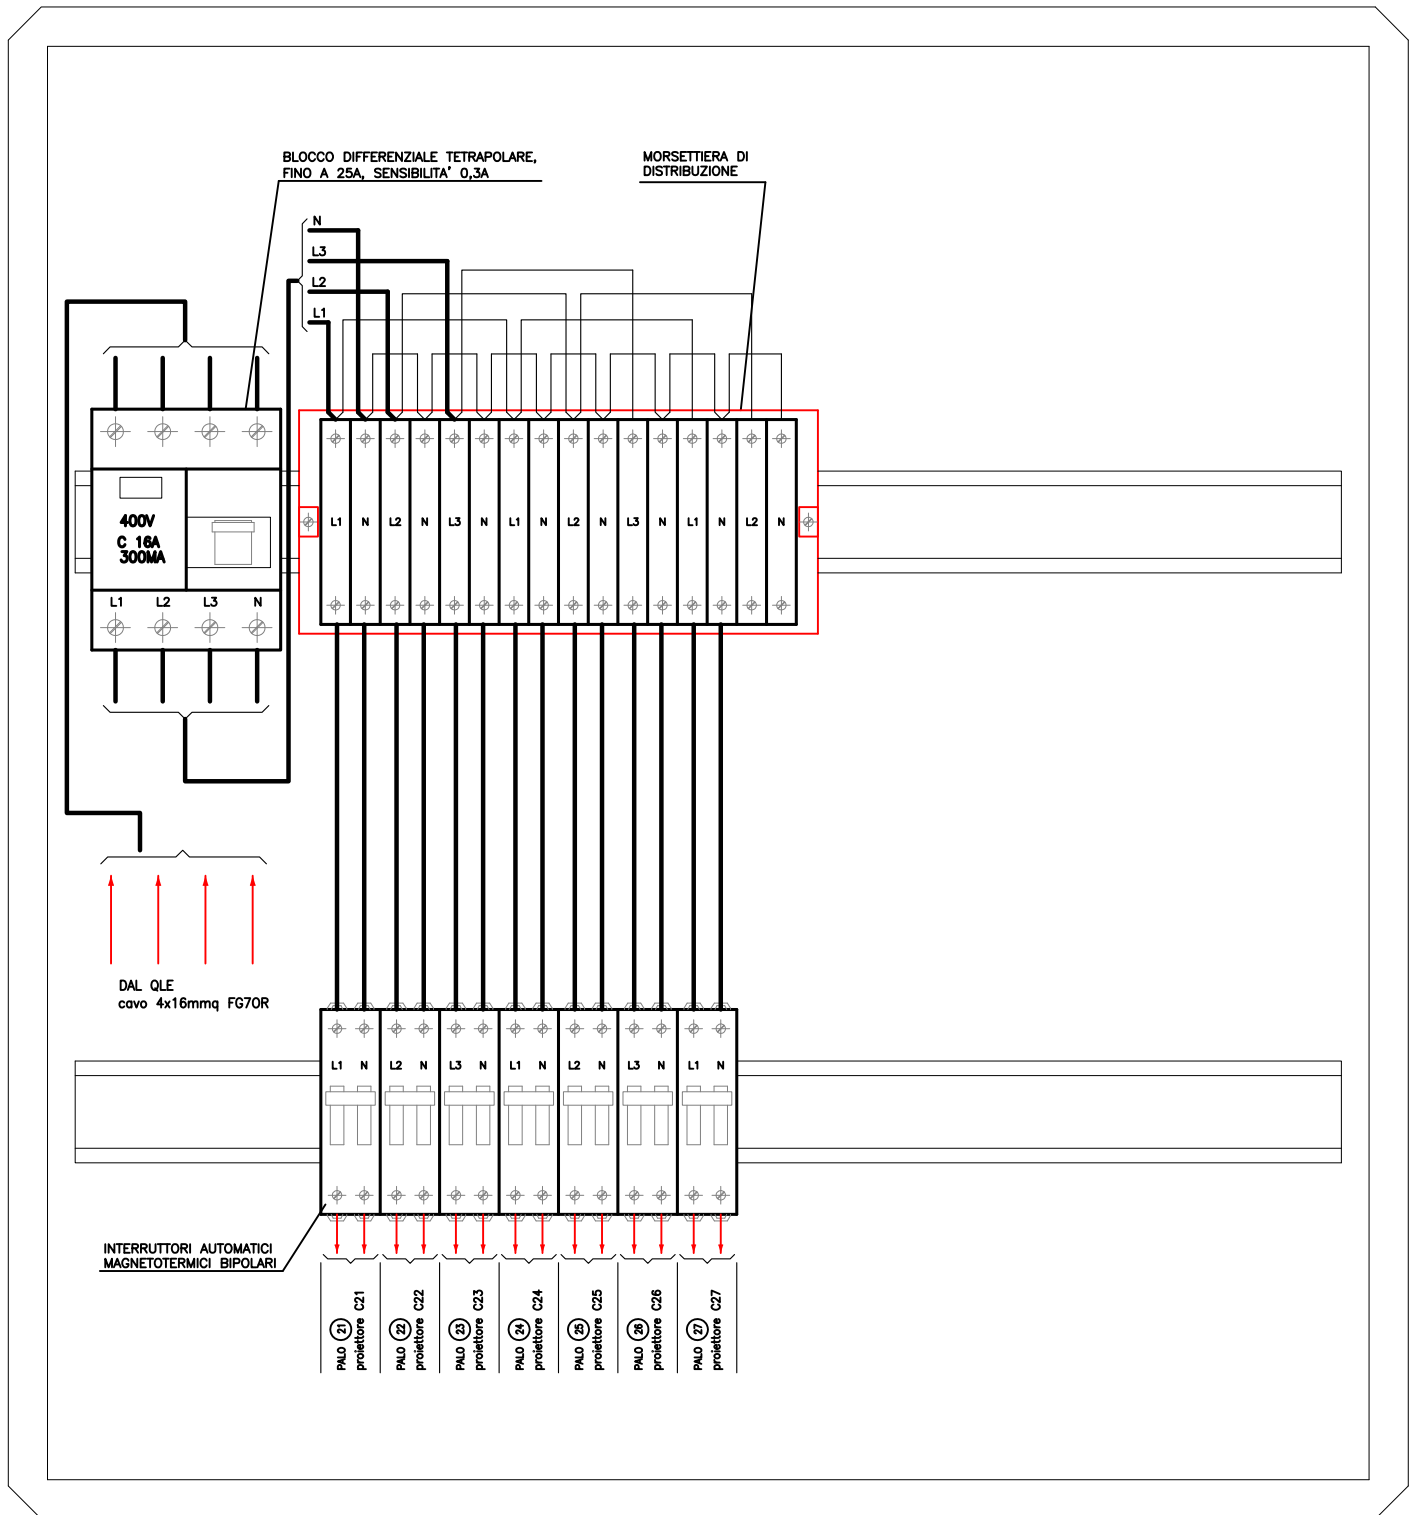 BLOCCO DIFFERENZIALE TETRAPOLARE,
FINO A 25A, SENSIBILITA' 0,3A
MORSETTIERA DI
DISTRIBUZIONE
N
L3
L2
L1
400V
C 16A
300MA
L1 L2 L3 N
L1 N L2 N L3 N L1 N L2 N L3 N L1 N L2 N
DAL QLE
cavo 4x16mmq FG7OR
L1 N L2 N L3 N L1 N L2 N L3 N L1 N
INTERRUTTORI AUTOMATICI
MAGNETOTERMICI BIPOLARI
PALO 21
proiettore C21
PALO 22
proiettore C22
PALO 23
proiettore C23
PALO 24
proiettore C24
PALO 25
proiettore C25
PALO 26
proiettore C26
PALO 27
proiettore C27